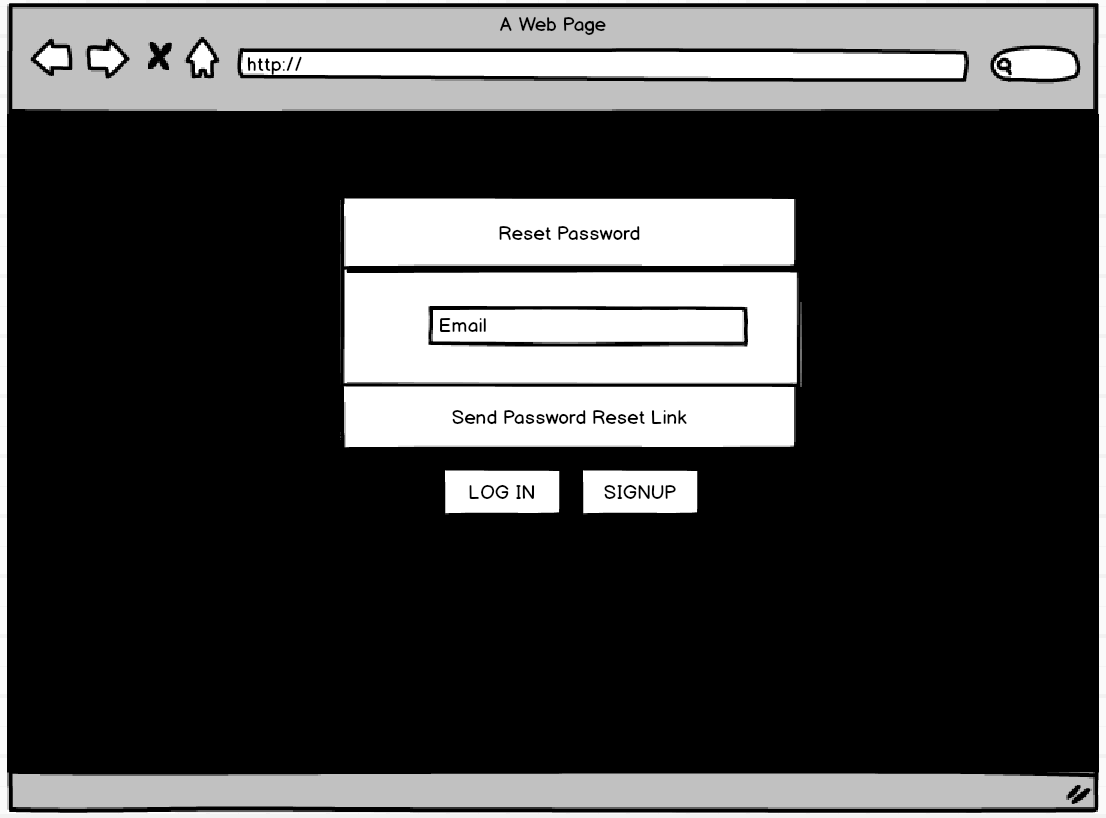 A Web Page
http://
Reset Password
Email
Send Password Reset Link
LOG IN
SIGNUP